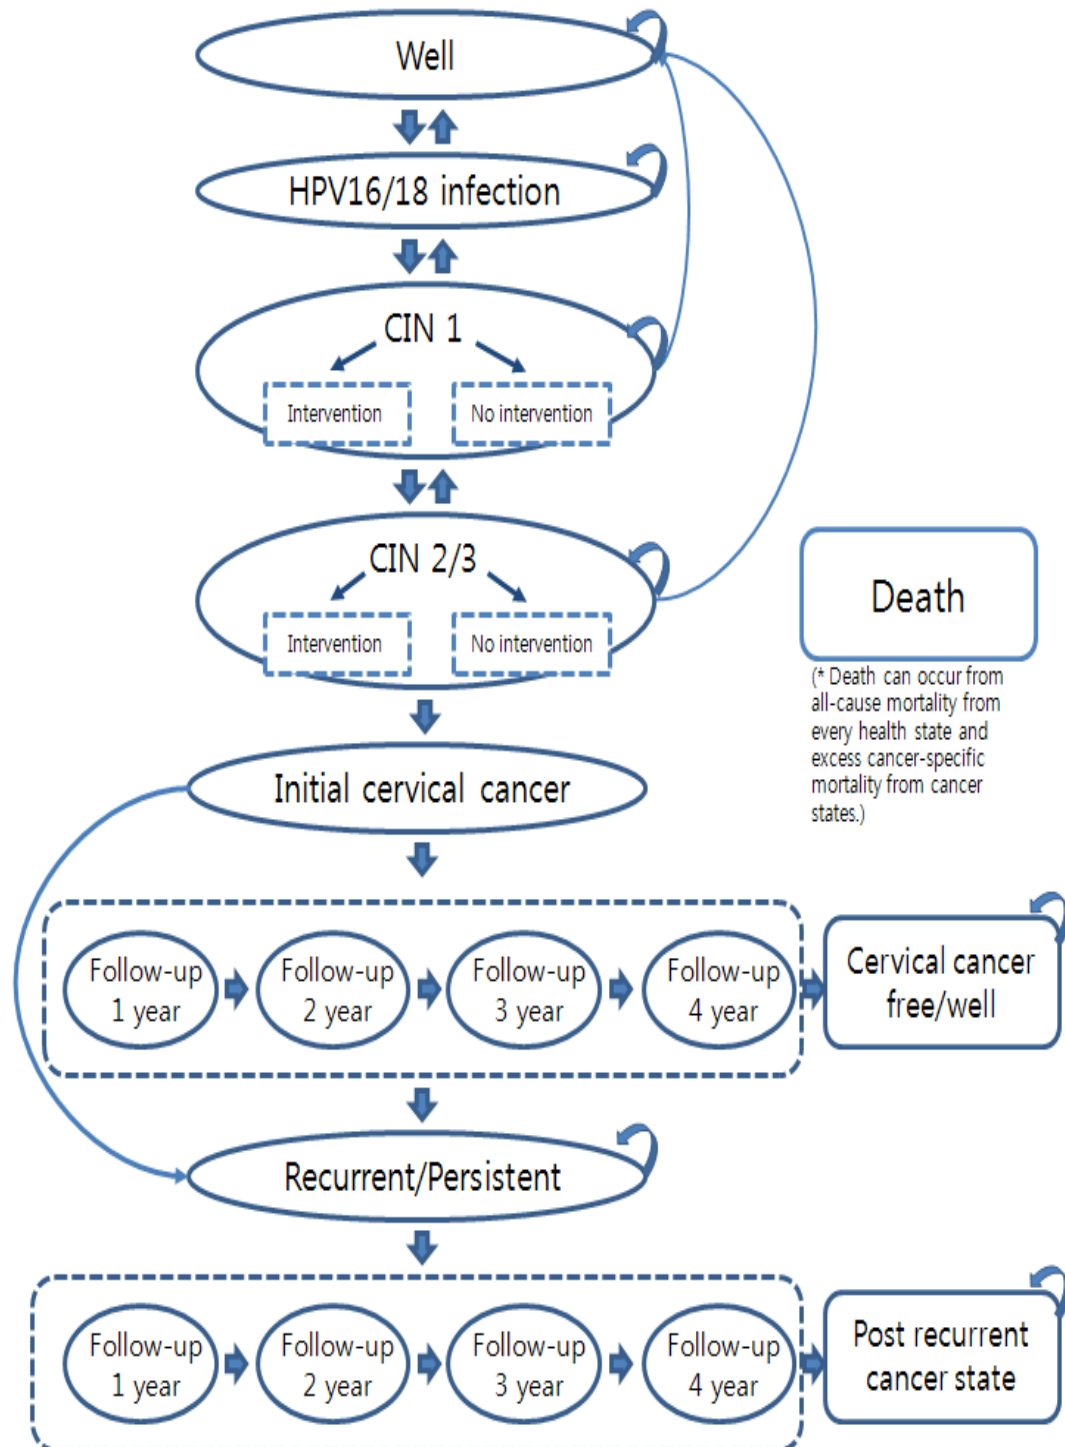 Well
HPV16/18 infection
CIN 1
Intervention
No intervention
CIN 2/3
Intervention
No intervention
Death
(* Death can occur from
all-cause mortality from
every health state and
excess cancer-specific
mortality from cancer
states.)
Initial cervical cancer
Follow-up
1 year
Follow-up
2 year
Follow-up
3 year
Follow-up
4 year
Cervical cancer
free/well
Recurrent/Persistent
Follow-up
1 year
Follow-up
2 year
Follow-up
3 year
Follow-up
4 year
Post recurrent
cancer state